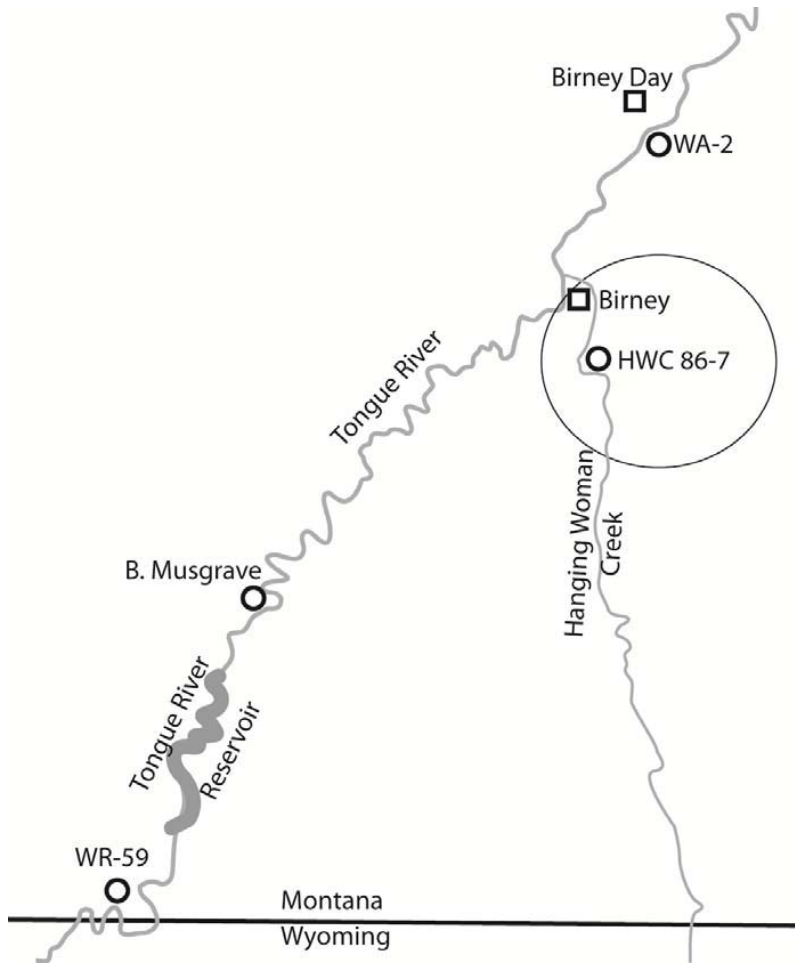 Birney Day
WA-2
Birney
HWC 86-7
Tongue River
Hanging Woman
Creek
B. Musgrave
Tongue River
Reservoir
WR-59
Montana
Wyoming